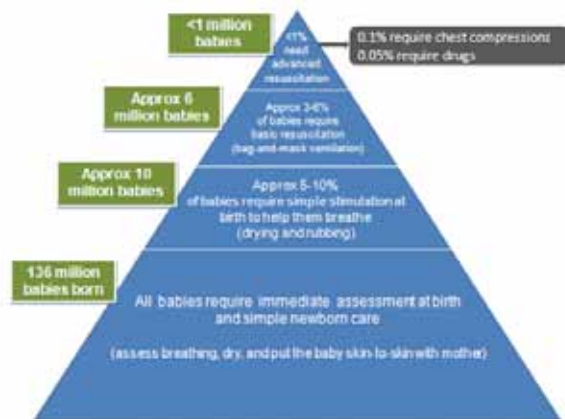 <1 million
babies
<1%
need
advanced
resuscitation
0.1% require chest compressions
0.05% require drugs
Approx 6
million babies
Approx 3-6%
of babies require
basic resuscitation
(bag-and-mask ventilation)
Approx 10
million babies
Approx 5-10%
of babies require simple stimulation at
birth to help them breathe
(drying and rubbing)
136 million
babies born
All babies require immediate assessment at birth
and simple newborn care
(assess breathing, dry, and put the baby skin-to-skin with mother)